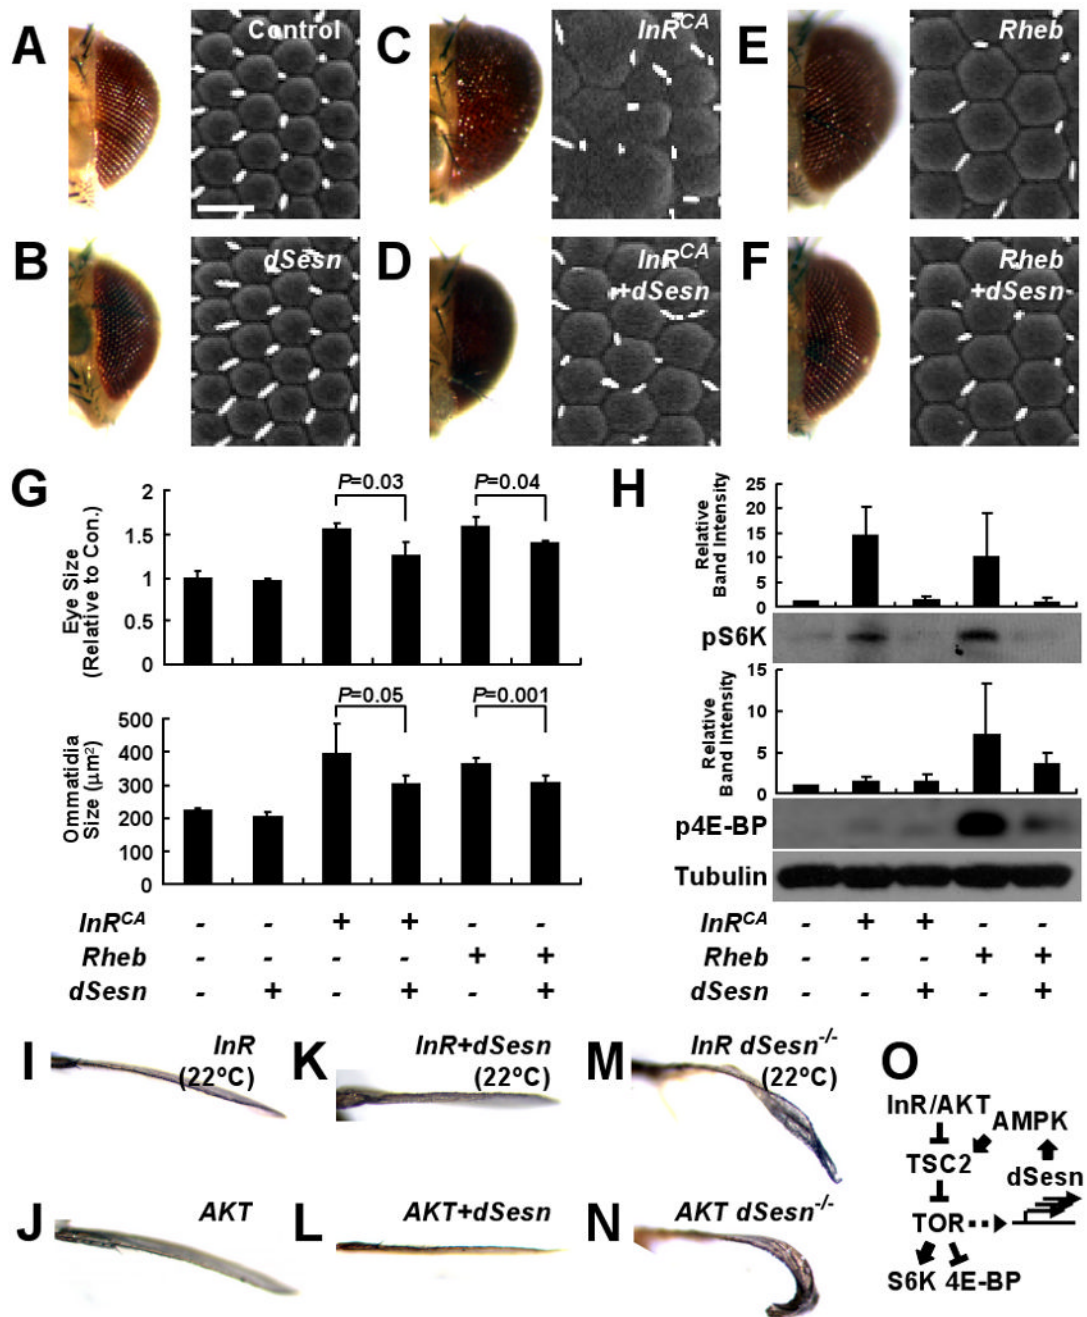 A
Control
B
dSesn
C
InR^CA
D
InR^CA
+dSesn
E
Rheb
F
Rheb
+dSesn
G
Eye Size
(Relative to Con.)
2
1.5
1
0.5
0
P=0.03
P=0.04
Ommatidia
Size (μm²)
500
400
300
200
100
0
P=0.05
P=0.001
InR^CA - - + + - -
Rheb - - - - + +
dSesn - + - + - +
H
Relative
Band Intensity
25
20
15
10
5
0
pS6K
Relative
Band Intensity
15
10
5
0
p4E-BP
Tubulin
InR^CA - + + - -
Rheb - - - + +
dSesn - - + - +
I
InR
(22°C)
J
AKT
K
InR+dSesn
(22°C)
L
AKT+dSesn
M
InR dSesn-/-
(22°C)
N
AKT dSesn-/-
O
InR/AKT
AMPK
TSC2
dSesn
TOR
S6K 4E-BP